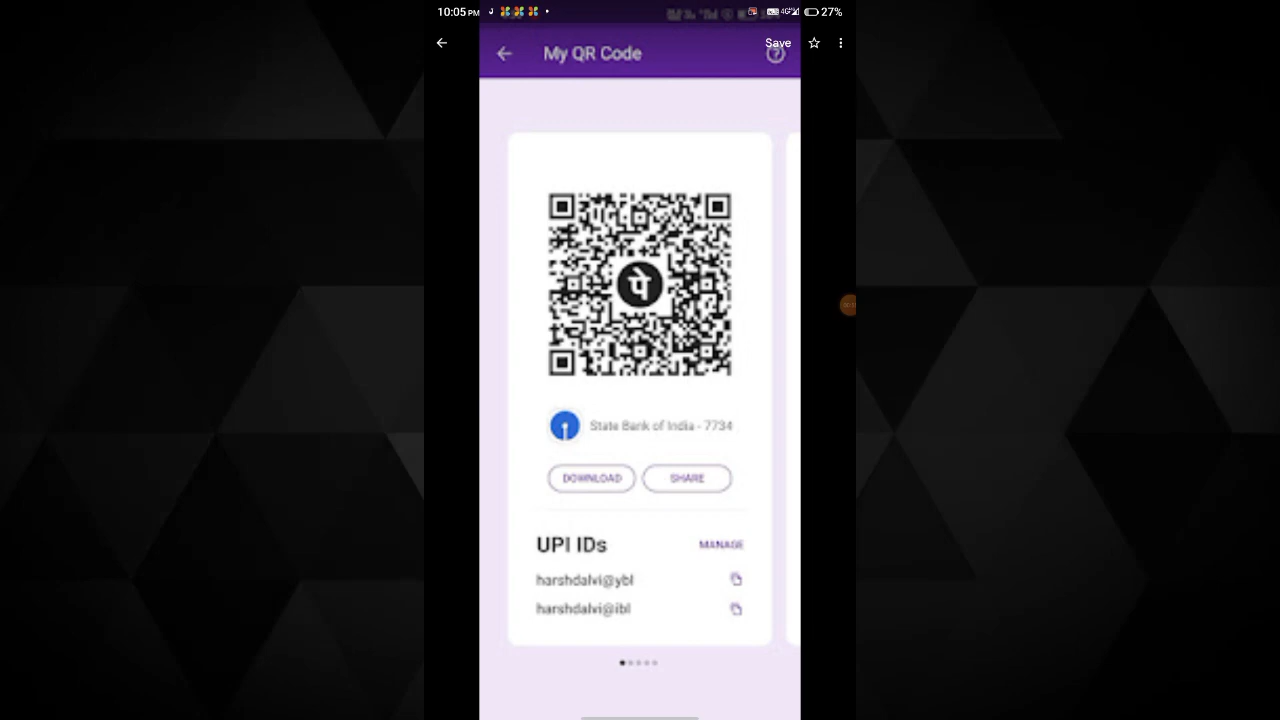 10:05 PM
4G+
27%
Save
My QR Code
पे
State Bank of India - 7734
DOWNLOAD
SHARE
UPI IDs
MANAGE
harshdalvi@ybl
harshdalvi@ibl